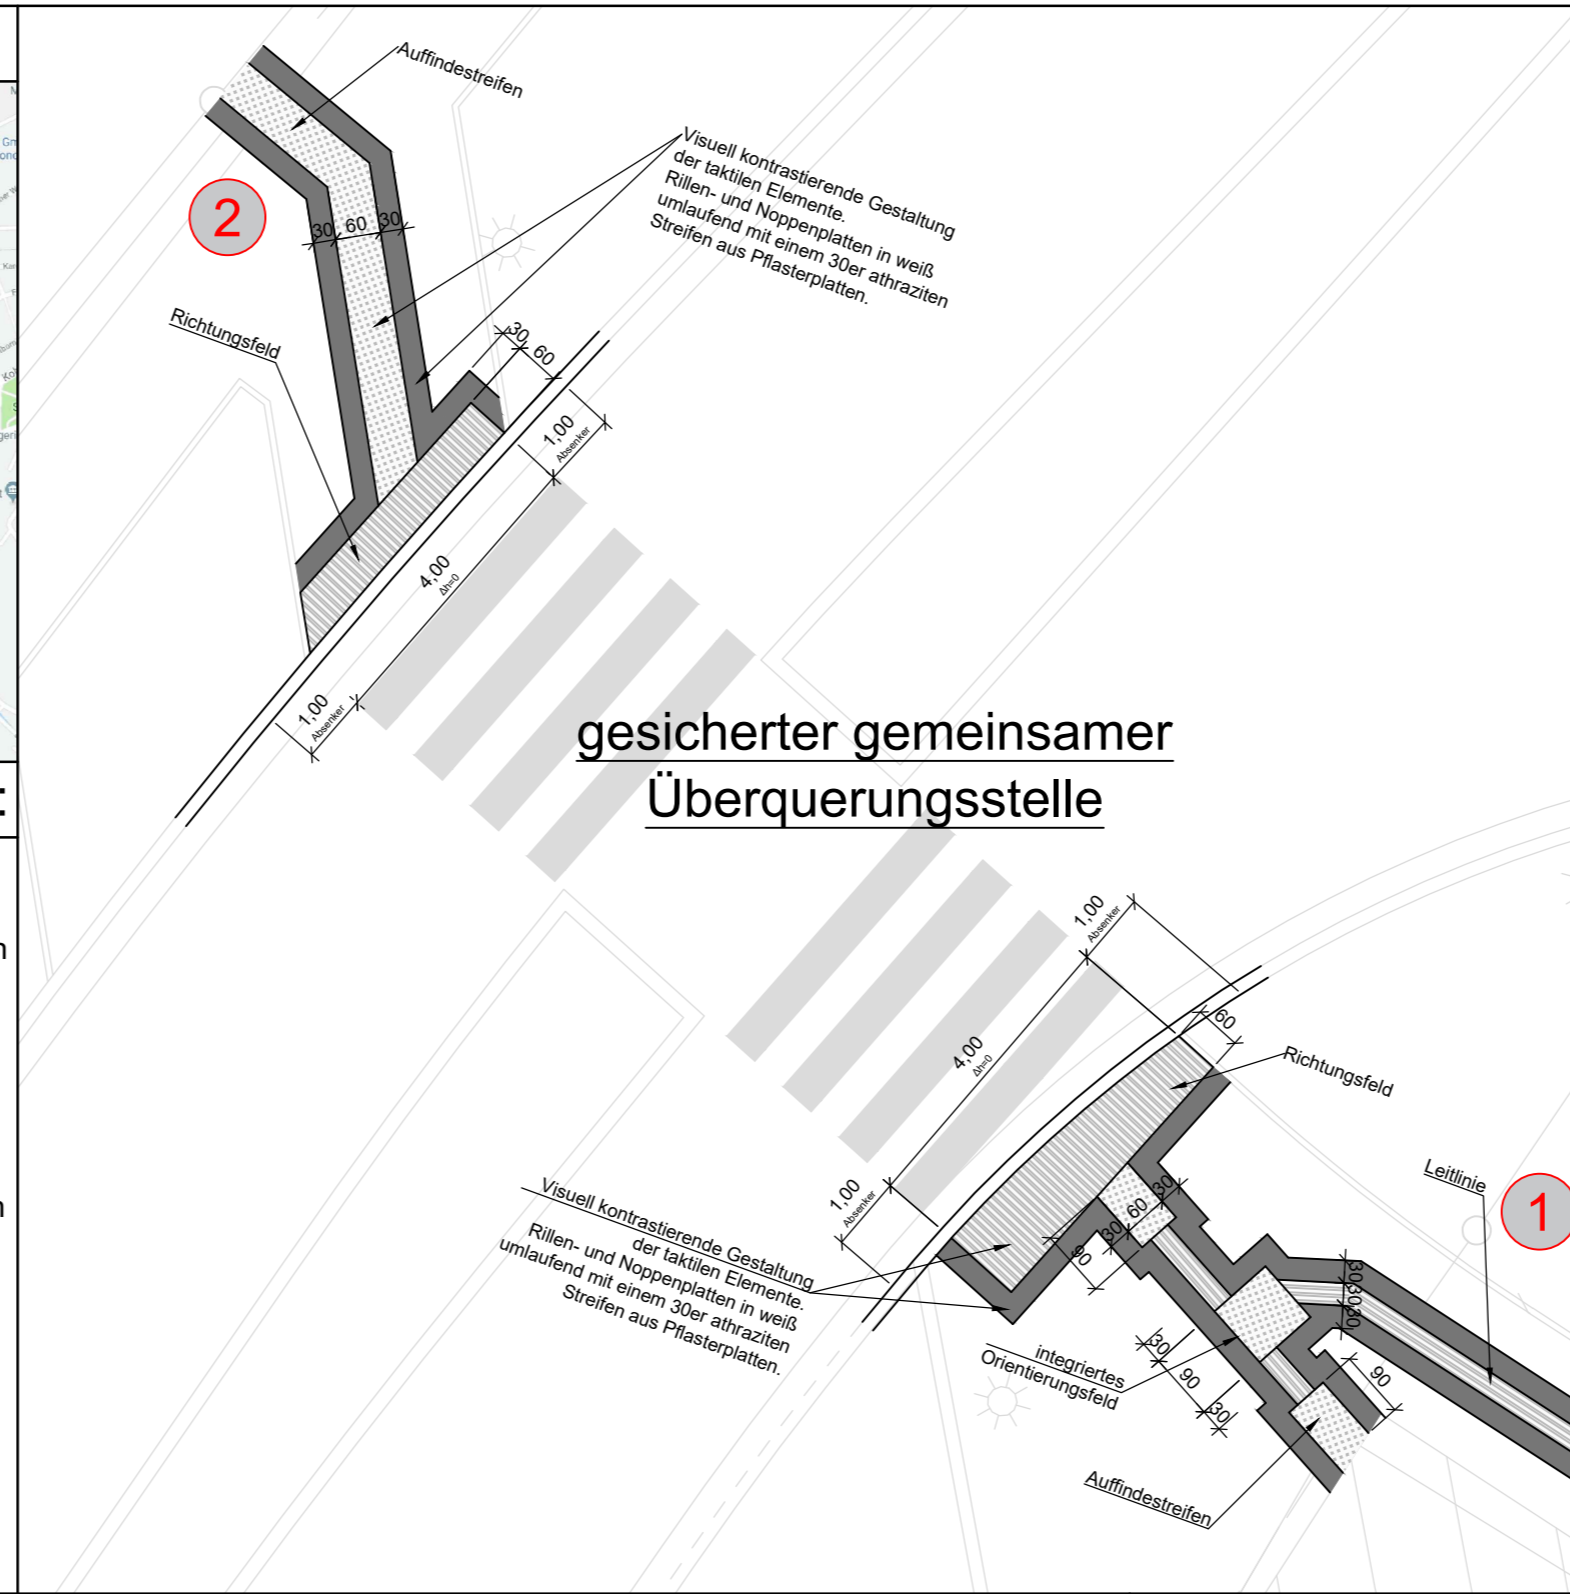 Auffindestreifen
Visuell kontrastierende Gestaltung
der taktilen Elemente.
Rillen- und Noppenplatten in weiß
umlaufend mit einem 30er athraziten
Streifen aus Pflasterplatten.
2
30 60 30
Richtungsfeld
30 60
1,00
Absenker
4,00
Δh=0
1,00
Absenker
gesicherter gemeinsamer
Überquerungsstelle
1,00
Absenker
4,00
Δh=0
1,00
Absenker
60
Richtungsfeld
Leitlinie
1
Visuell kontrastierende Gestaltung
der taktilen Elemente.
Rillen- und Noppenplatten in weiß
umlaufend mit einem 30er athraziten
Streifen aus Pflasterplatten.
30 60 30
90
30
30
30
integriertes
Orientierungsfeld
30
90
30
90
Auffindestreifen